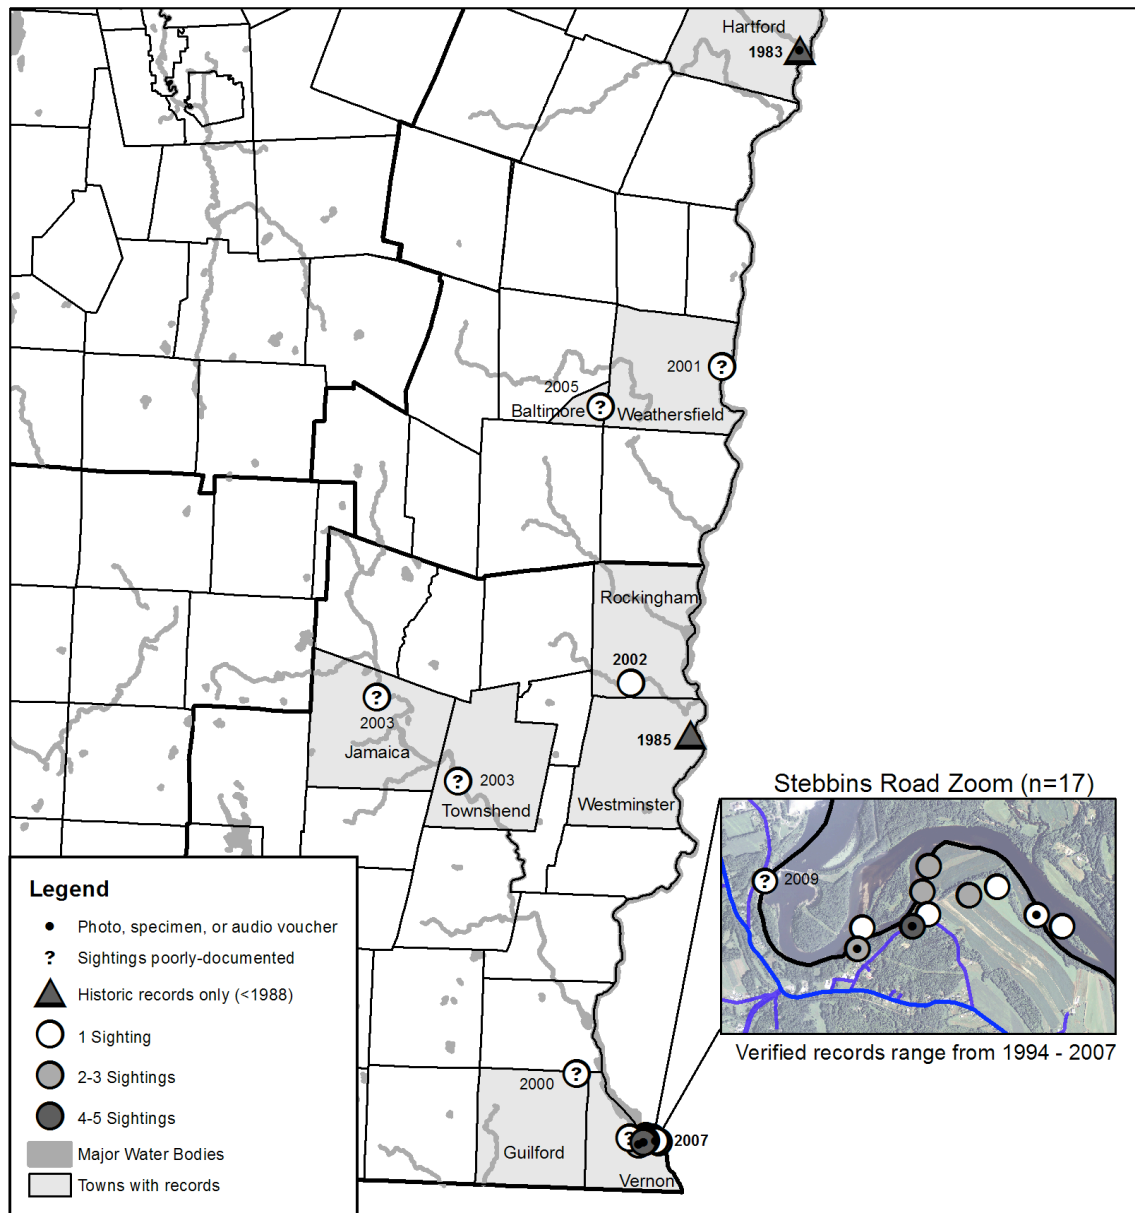 Hartford
1983
2001
2005
Baltimore
?
Weathersfield
?
Rockingham
2002
?
2003
Jamaica
1985
?
2003
Townshend
Westminster
Stebbins Road Zoom (n=17)
?
2009
Verified records range from 1994 - 2007
Legend
Photo, specimen, or audio voucher
? Sightings poorly-documented
Historic records only (<1988)
1 Sighting
2-3 Sightings
4-5 Sightings
Major Water Bodies
Towns with records
2000
?
Guilford
?
2007
Vernon